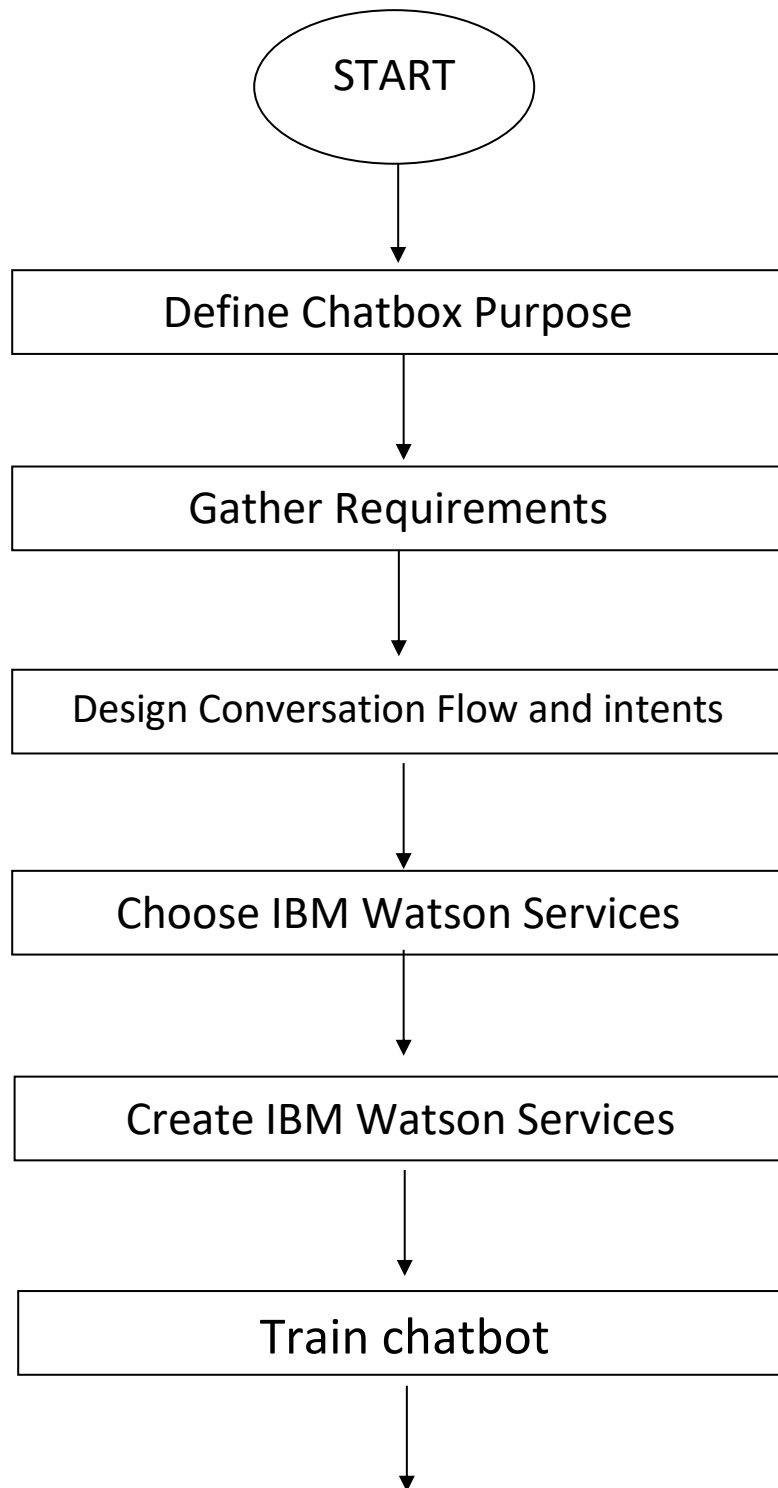 START
Define Chatbox Purpose
Gather Requirements
Design Conversation Flow and intents
Choose IBM Watson Services
Create IBM Watson Services
Train chatbot